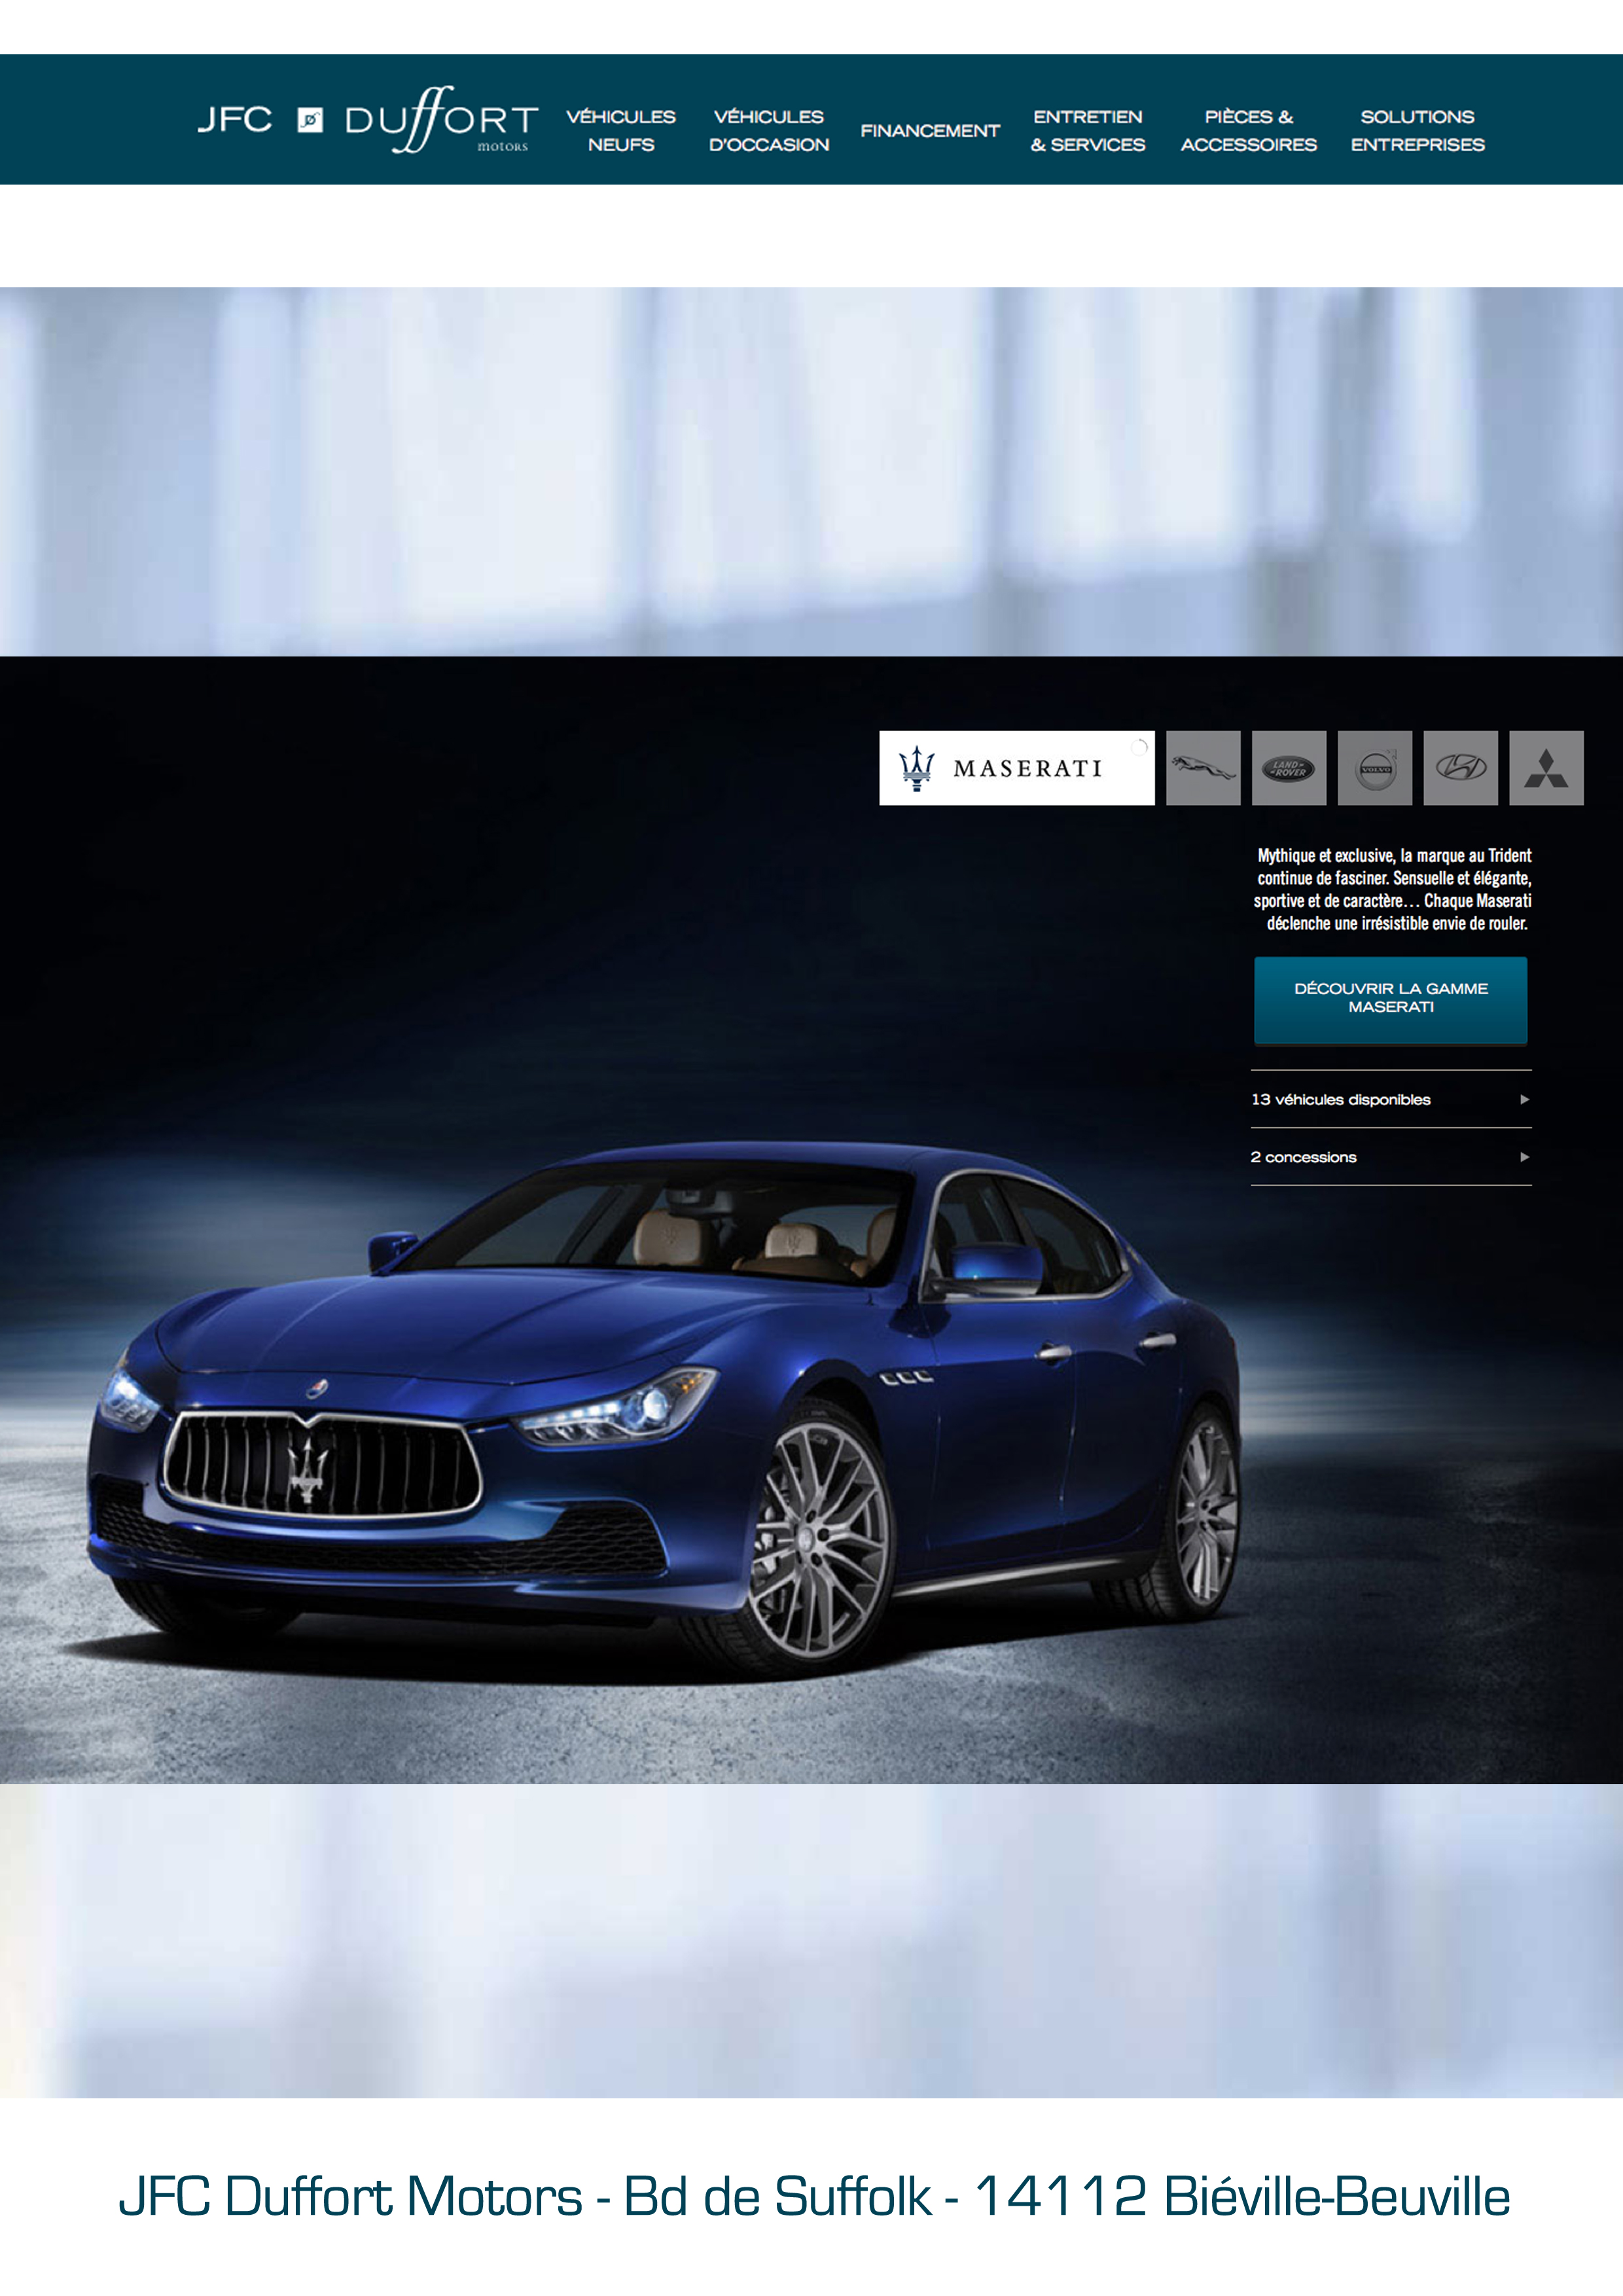 JFC DUffORT
motors
VÉHICULES
NEUFS
VÉHICULES
D'OCCASION
FINANCEMENT
ENTRETIEN
& SERVICES
PIÈCES &
ACCESSOIRES
SOLUTIONS
ENTREPRISES
MASERATI
LAND-
-ROVER
VOLVO
Mythique et exclusive, la marque au Trident
continue de fasciner. Sensuelle et élégante,
sportive et de caractère... Chaque Maserati
déclenche une irrésistible envie de rouler.
DÉCOUVRIR LA GAMME
MASERATI
13 véhicules disponibles
2 concessions
JFC Duffort Motors - Bd de Suffolk - 14112 Biéville-Beuville